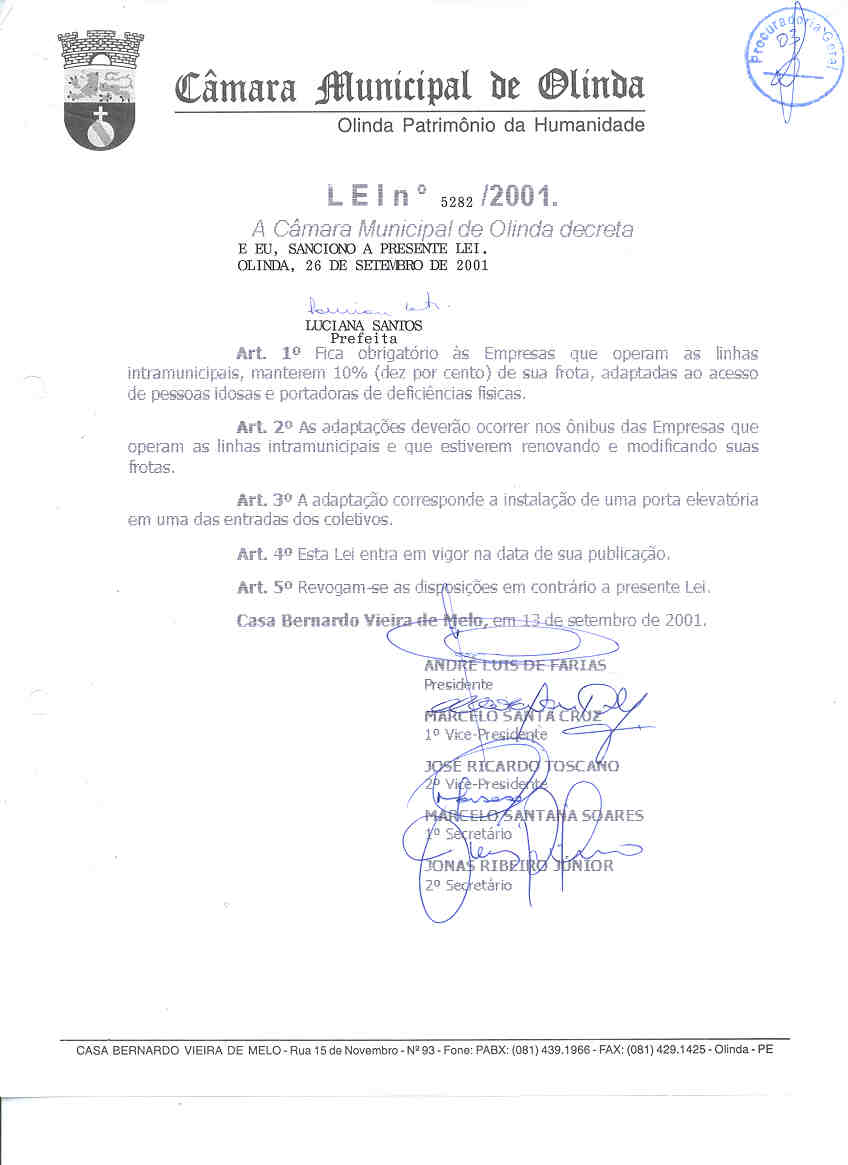 Câmara Municipal de Olinda
Olinda Patrimônio da Humanidade
Procuradoria Geral
03
LEI nº 5282 /2001.
A Câmara Municipal de Olinda decreta
E EU, SANCIONO A PRESENTE LEI.
OLINDA, 26 DE SETEMBRO DE 2001
LUCIANA SANTOS
Prefeita
Art. 1º Fica obrigatório às Empresas que operam as linhas
intramunicipais, manterem 10% (dez por cento) de sua frota, adaptadas ao acesso
de pessoas idosas e portadoras de deficiências físicas.
Art. 2º As adaptações deverão ocorrer nos ônibus das Empresas que
operam as linhas intramunicipais e que estiverem renovando e modificando suas
frotas.
Art. 3º A adaptação corresponde a instalação de uma porta elevatória
em uma das entradas dos coletivos.
Art. 4º Esta Lei entra em vigor na data de sua publicação.
Art. 5º Revogam-se as disposições em contrário a presente Lei.
Casa Bernardo Vieira de Melo, em 13 de setembro de 2001.
ANDRÉ LUIS DE FARIAS
Presidente
MARCELO SANTA CRUZ
1º Vice-Presidente
JOSÉ RICARDO TOSCANO
2º Vice-Presidente
MARCELO SANTANA SOARES
1º Secretário
JONAS RIBEIRO JÚNIOR
2º Secretário
CASA BERNARDO VIEIRA DE MELO - Rua 15 de Novembro - Nº 93 - Fone: PABX: (081) 439.1966 - FAX: (081) 429.1425 - Olinda - PE